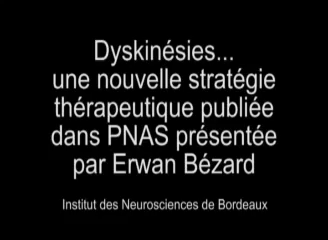 Dyskinésies...
une nouvelle stratégie
thérapeutique publiée
dans PNAS présentée
par Erwan Bézard
Institut des Neurosciences de Bordeaux